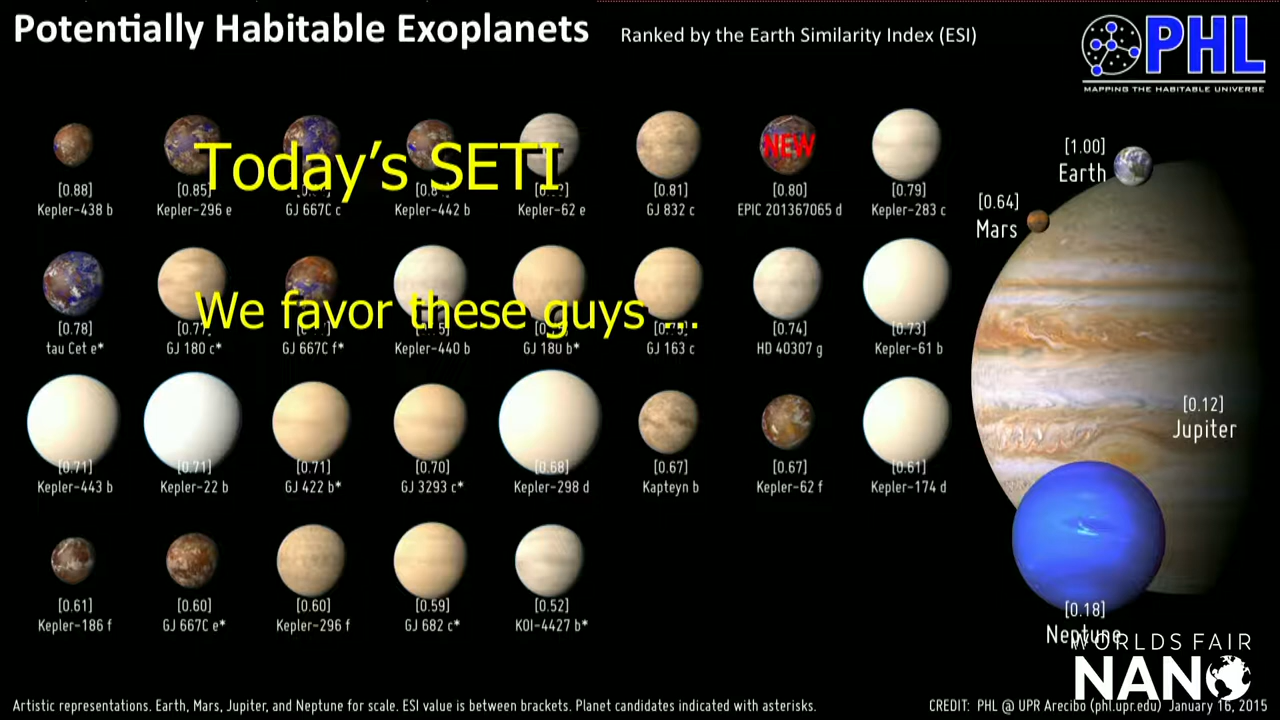 Potentially Habitable Exoplanets
Ranked by the Earth Similarity Index (ESI)
PHL
MAPPING THE HABITABLE UNIVERSE
Today's SETI
We favor these guys ...
NEW
[0.88]
Kepler-438 b
[0.85]
Kepler-296 e
GJ 667C c
Kepler-442 b
Kepler-62 e
[0.81]
GJ 832 c
[0.80]
EPIC 201367065 d
[0.79]
Kepler-283 c
[0.78]
tau Cet e*
GJ 180 c*
GJ 667C f*
Kepler-440 b
GJ 180 b*
GJ 163 c
[0.74]
HD 40307 g
[0.73]
Kepler-61 b
[0.71]
Kepler-443 b
[0.71]
Kepler-22 b
[0.71]
GJ 422 b*
[0.70]
GJ 3293 c*
[0.68]
Kepler-298 d
[0.67]
Kapteyn b
[0.67]
Kepler-62 f
[0.61]
Kepler-174 d
[0.61]
Kepler-186 f
[0.60]
GJ 667C e*
[0.60]
Kepler-296 f
[0.59]
GJ 682 c*
[0.52]
KOI-4427 b*
[1.00]
Earth
[0.64]
Mars
[0.12]
Jupiter
[0.18]
Neptune
WORLDS FAIR
NANO
Artistic representations. Earth, Mars, Jupiter, and Neptune for scale. ESI value is between brackets. Planet candidates indicated with asterisks.
CREDIT: PHL @ UPR Arecibo (phl.upr.edu) January 16, 2015